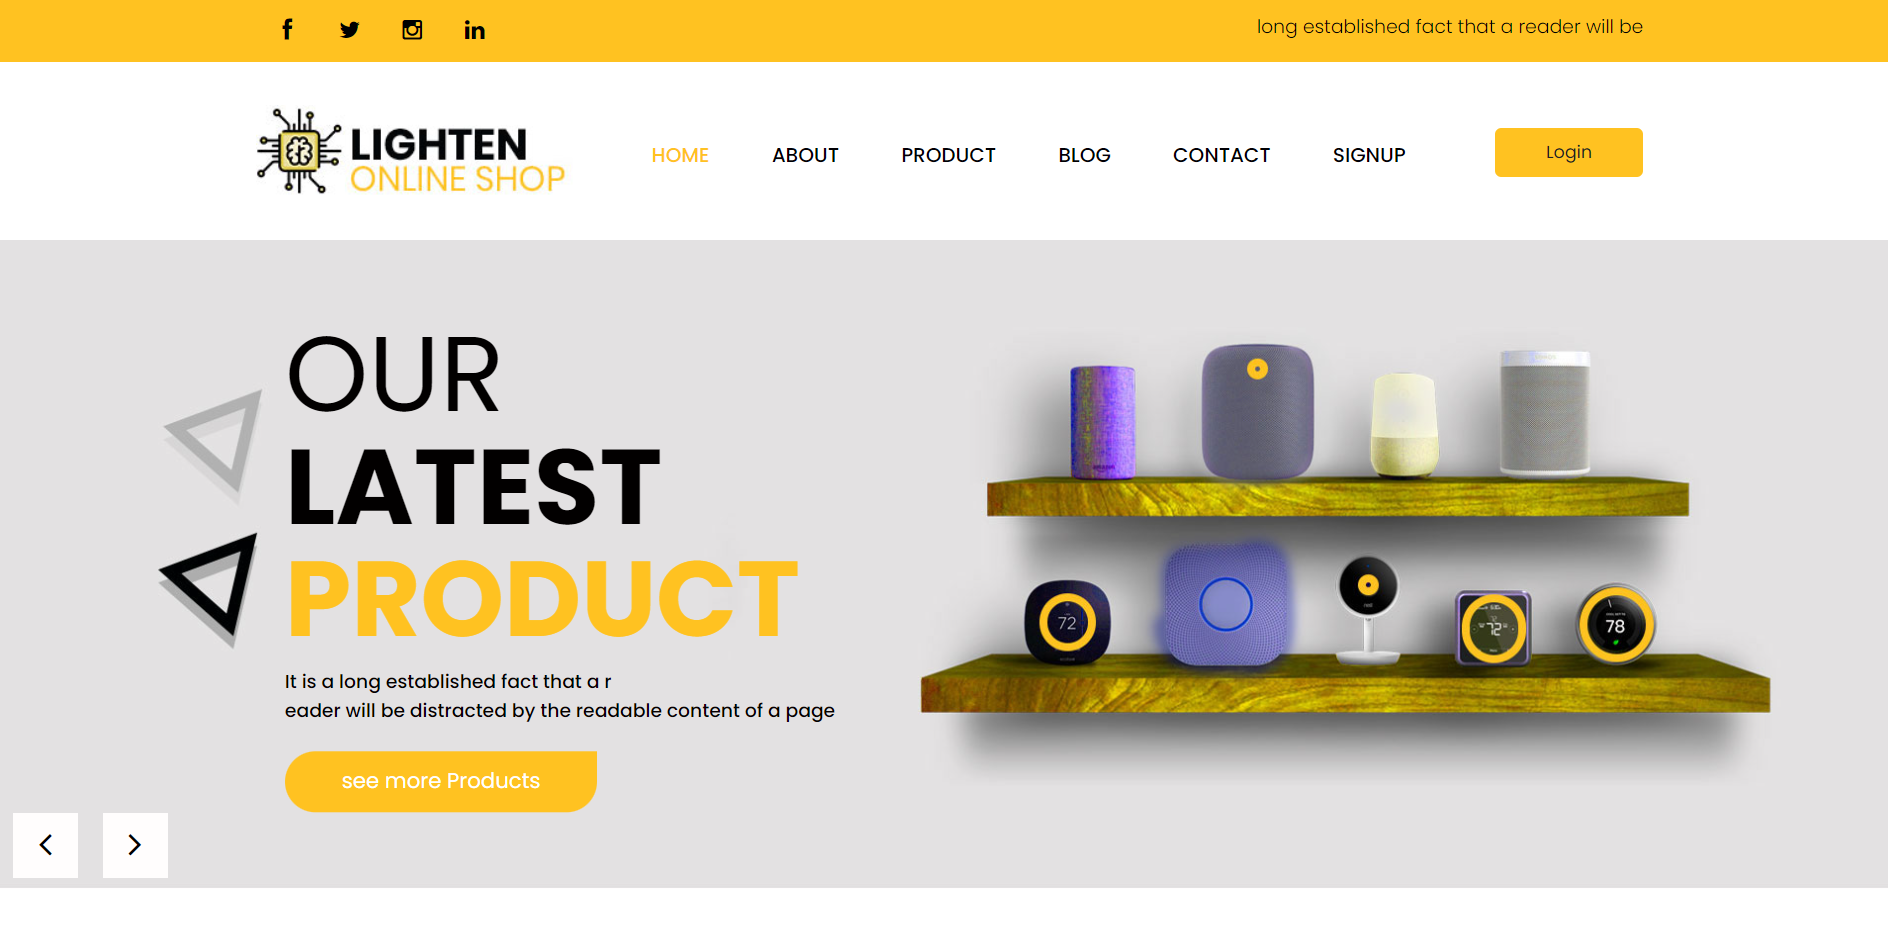 long established fact that a reader will be
LIGHTEN
ONLINE SHOP
HOME ABOUT PRODUCT BLOG CONTACT SIGNUP Login
OUR
LATEST
PRODUCT
It is a long established fact that a r
eader will be distracted by the readable content of a page
see more Products
72
72
78